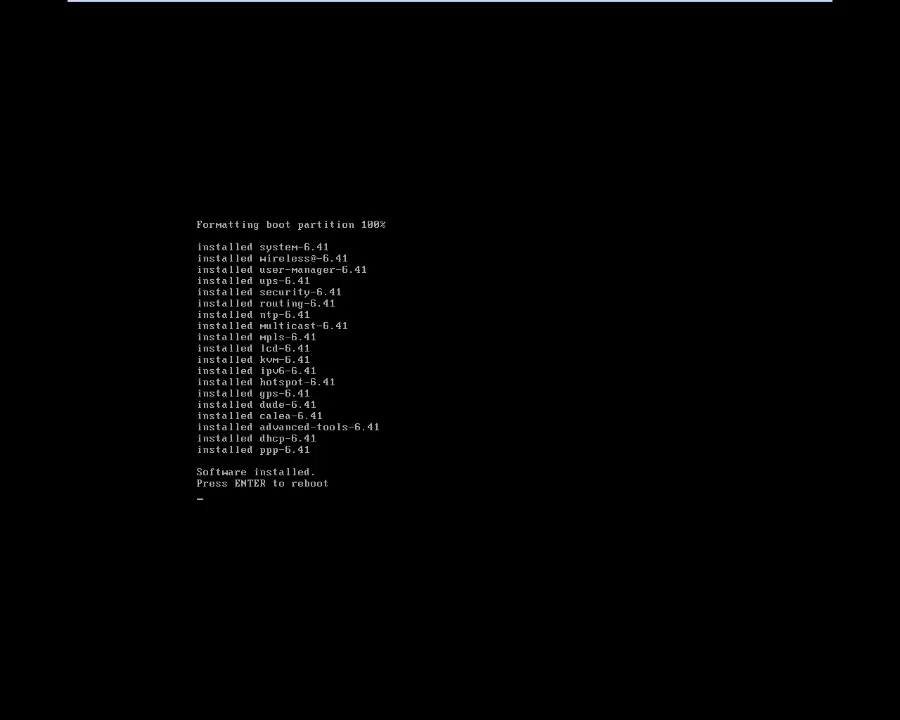 Formatting boot partition 100%
installed system-6.41
installed wireless@-6.41
installed user-manager-6.41
installed ups-6.41
installed security-6.41
installed routing-6.41
installed ntp-6.41
installed multicast-6.41
installed mpls-6.41
installed lcd-6.41
installed kvm-6.41
installed ipv6-6.41
installed hotspot-6.41
installed gps-6.41
installed dude-6.41
installed calea-6.41
installed advanced-tools-6.41
installed dhcp-6.41
installed ppp-6.41
Software installed.
Press ENTER to reboot